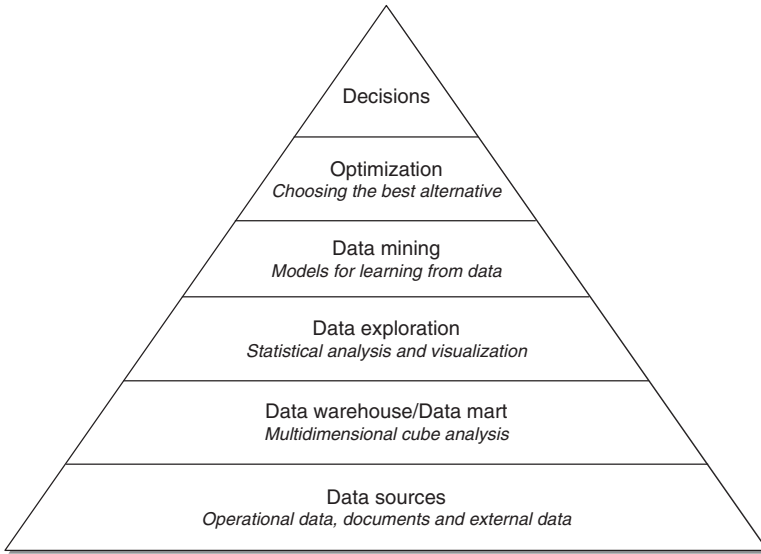 Decisions
Optimization
Choosing the best alternative
Data mining
Models for learning from data
Data exploration
Statistical analysis and visualization
Data warehouse/Data mart
Multidimensional cube analysis
Data sources
Operational data, documents and external data